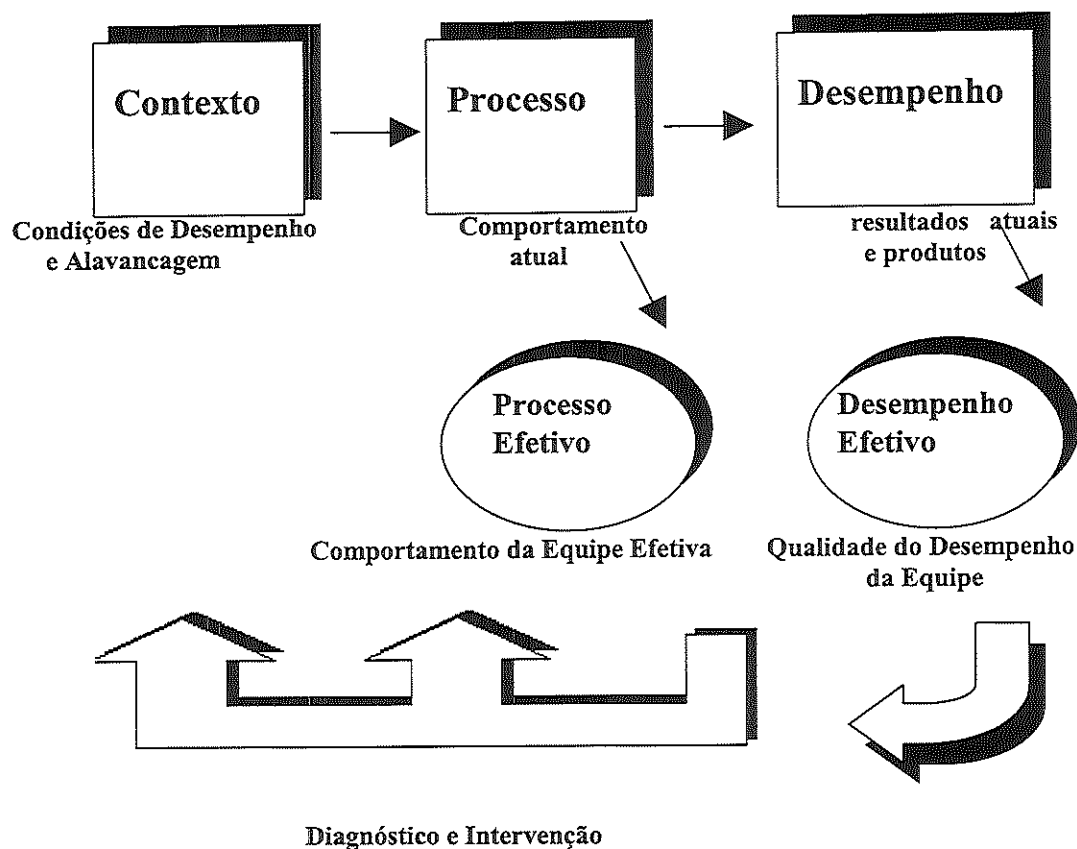 Contexto
Processo
Desempenho
Condições de Desempenho
e Alavancagem
Comportamento
atual
resultados atuais
e produtos
Processo
Efetivo
Desempenho
Efetivo
Comportamento da Equipe Efetiva
Qualidade do Desempenho
da Equipe
Diagnóstico e Intervenção